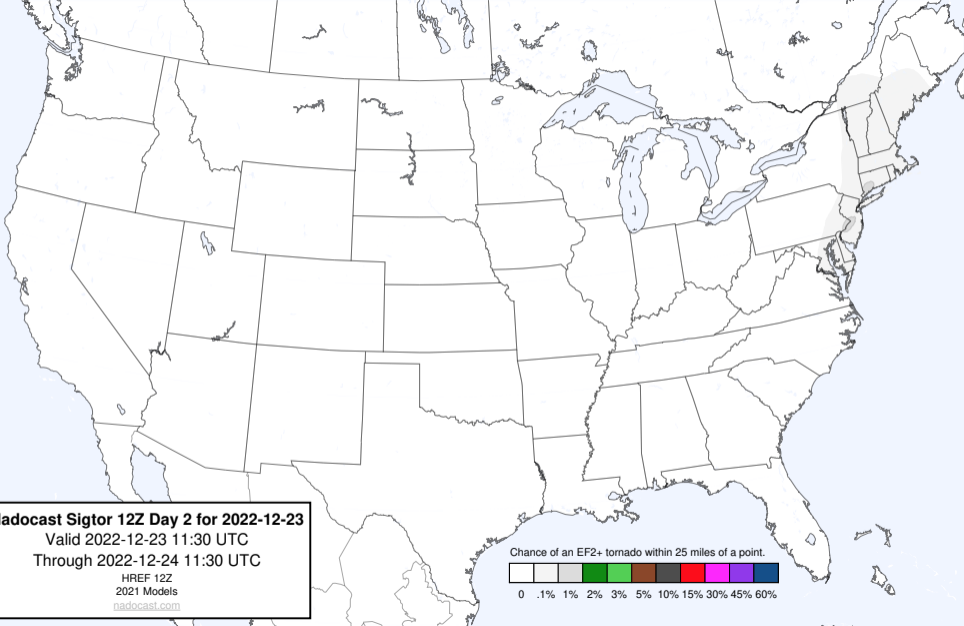 adocast Sigtor 12Z Day 2 for 2022-12-23
Valid 2022-12-23 11:30 UTC
Through 2022-12-24 11:30 UTC
HREF 12Z
2021 Models
nadocast.com
Chance of an EF2+ tornado within 25 miles of a point.
0 .1% 1% 2% 3% 5% 10% 15% 30% 45% 60%